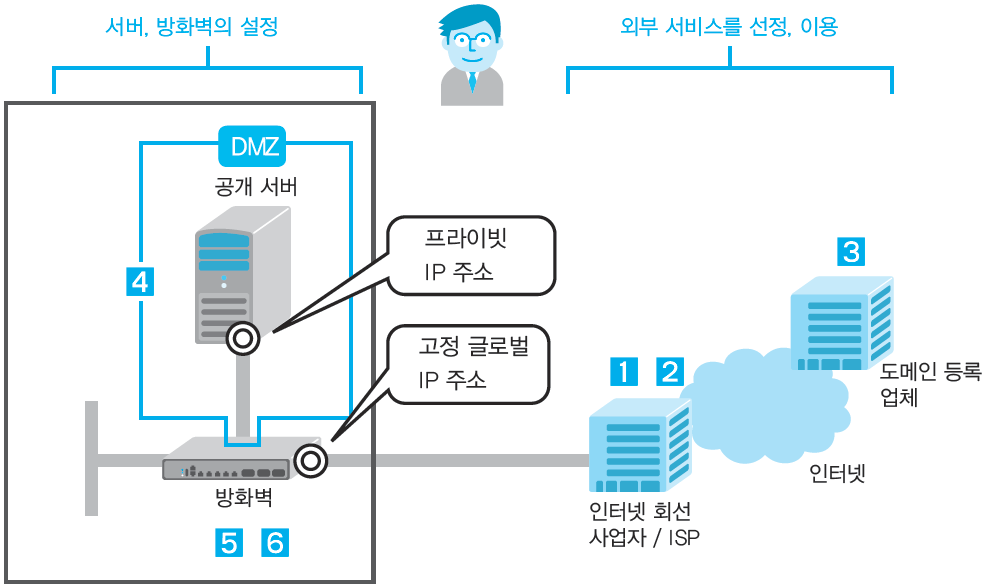 서버, 방화벽의 설정
외부 서비스를 선정, 이용
DMZ
공개 서버
프라이빗
IP 주소
4
고정 글로벌
IP 주소
방화벽
5 6
1 2
인터넷 회선
사업자 / ISP
3
도메인 등록
업체
인터넷